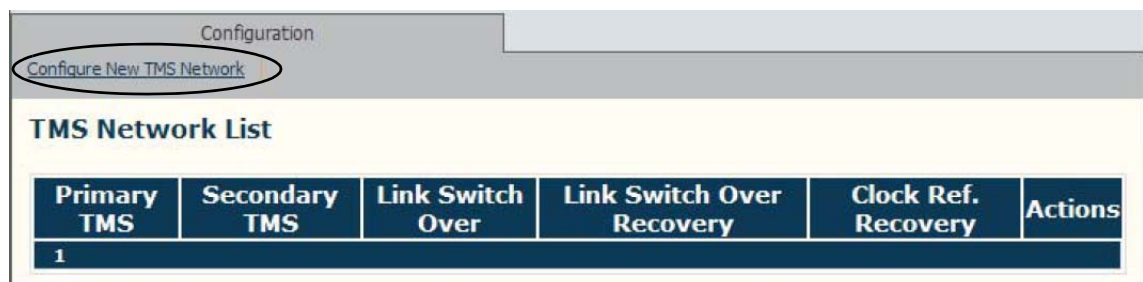 Configuration
Configure New TMS Network
TMS Network List
Primary TMS Secondary TMS Link Switch Over Link Switch Over Recovery Clock Ref. Recovery Actions
1